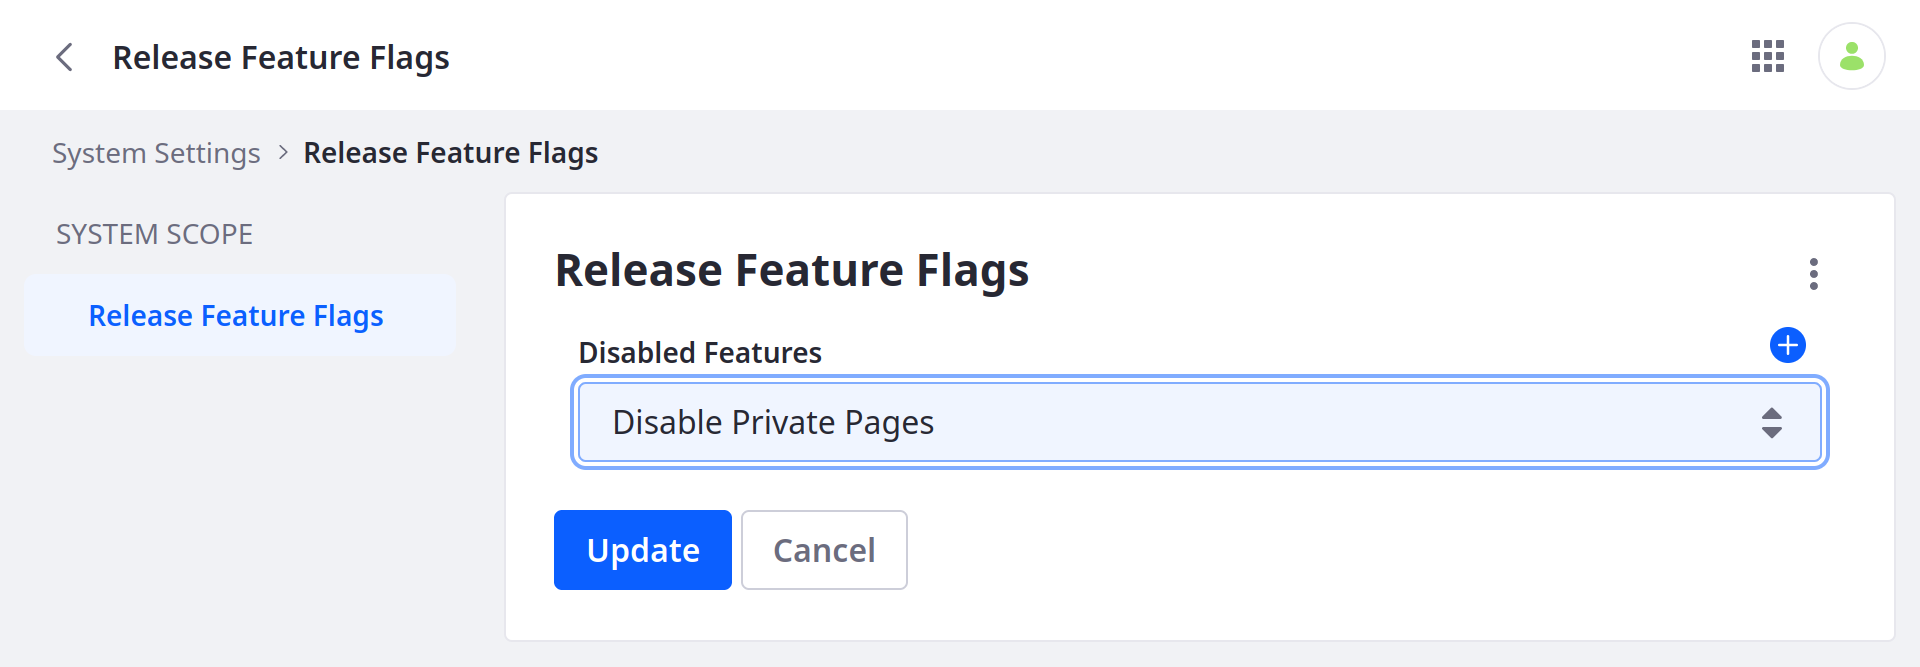 Release Feature Flags
System Settings > Release Feature Flags
SYSTEM SCOPE
Release Feature Flags
Release Feature Flags
Disabled Features
Disable Private Pages
Update
Cancel